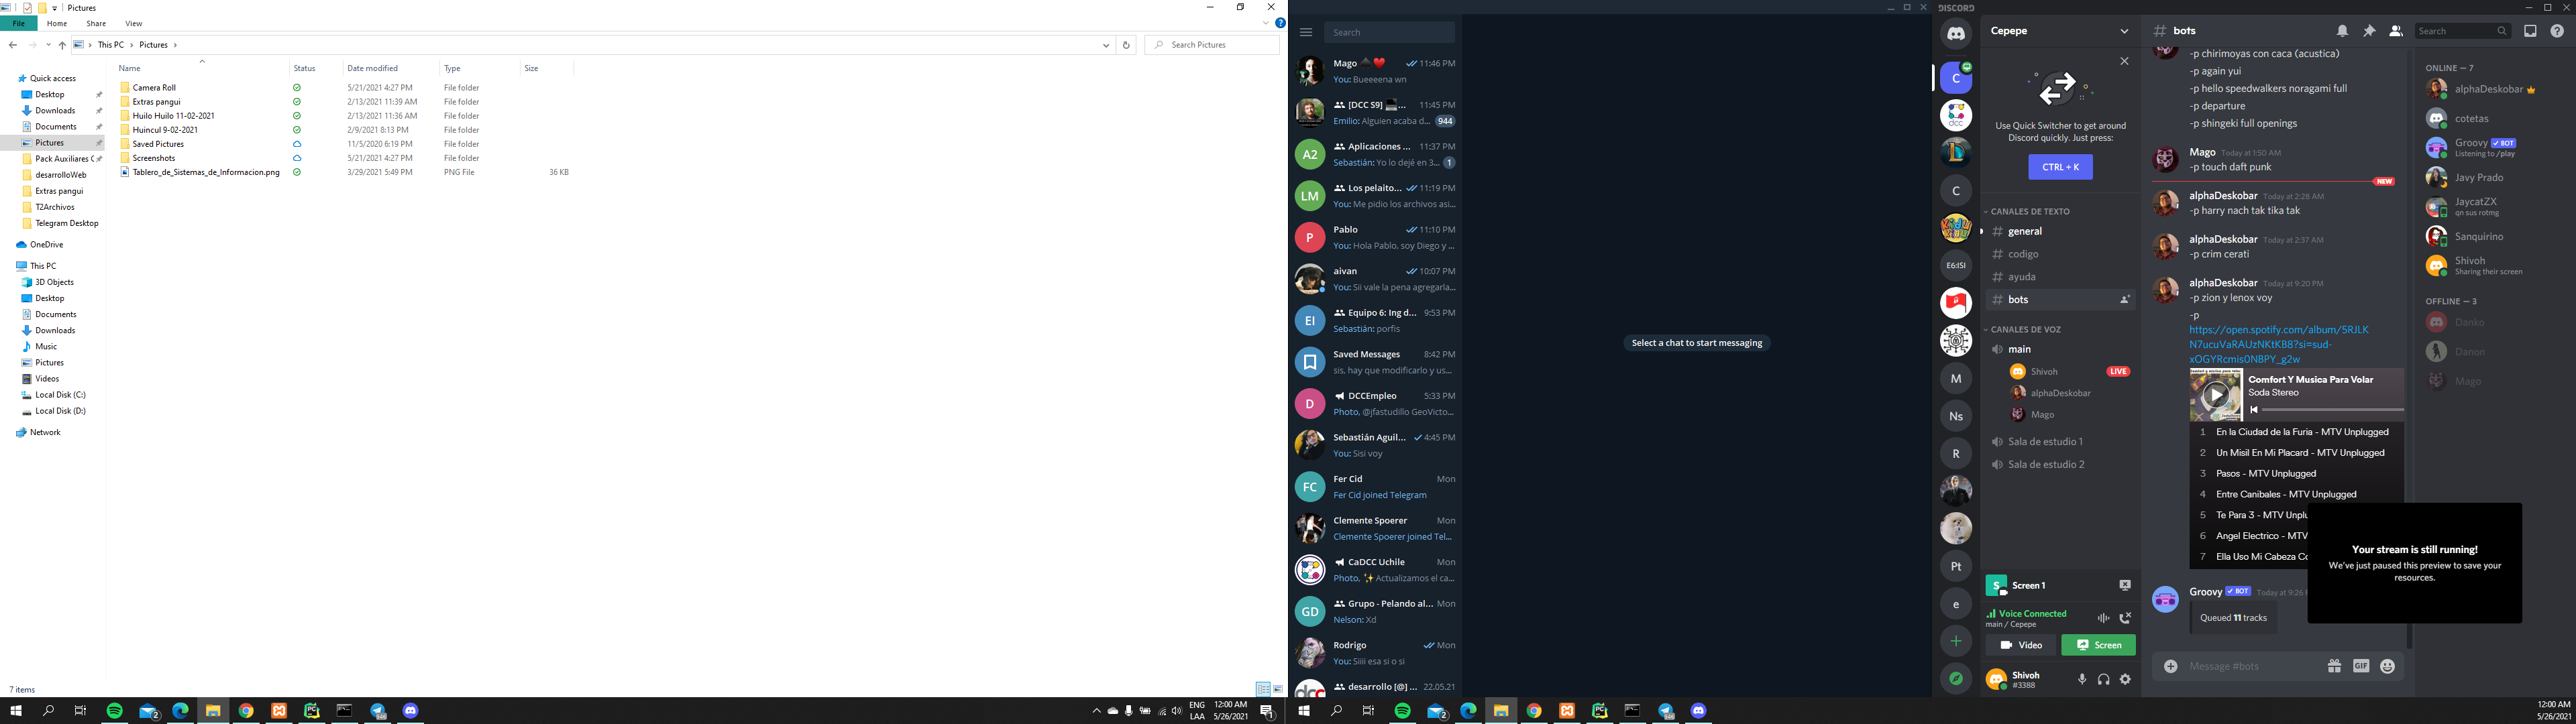 Pictures
File
Home
Share
View
This PC
Pictures
Search Pictures
Name
Status
Date modified
Type
Size
Quick access
Desktop
Downloads
Documents
Pictures
Pack Auxiliares C
desarrolloWeb
Extras pangui
T2Archivos
Telegram Desktop
OneDrive
This PC
3D Objects
Desktop
Documents
Downloads
Music
Pictures
Videos
Local Disk (C:)
Local Disk (D:)
Network
Camera Roll 5/21/2021 4:27 PM File folder
Extras pangui 2/13/2021 11:39 AM File folder
Huilo Huilo 11-02-2021 2/13/2021 11:36 AM File folder
Huincul 9-02-2021 2/9/2021 8:13 PM File folder
Saved Pictures 11/5/2020 6:19 PM File folder
Screenshots 5/21/2021 4:27 PM File folder
Tablero_de_Sistemas_de_Informacion.png 3/29/2021 5:49 PM PNG File 36 KB
7 items
ENG
LAA
12:00 AM
5/26/2021
Search
Mago 11:46 PM
You: Bueeeena wn
[DCC S9] ... 11:45 PM
Emilio: Alguien acaba d... 944
A2
Aplicaciones ... 11:37 PM
Sebastián: Yo lo dejé en 3... 1
LM
Los pelaito... 11:19 PM
You: Me pidio los archivos asi...
P
Pablo 11:10 PM
You: Hola Pablo, soy Diego y ...
aivan 10:07 PM
You: Sii vale la pena agregarla...
EI
Equipo 6: Ing d... 9:53 PM
Sebastián: porfis
Saved Messages 8:42 PM
sis, hay que modificarlo y us...
D
DCCEmpleo 5:33 PM
Photo, @jfastudillo GeoVicto...
Sebastián Aguil... 4:45 PM
You: Sisi voy
FC
Fer Cid Mon
Fer Cid joined Telegram
Clemente Spoerer Mon
Clemente Spoerer joined Tel...
CaDCC Uchile Mon
Photo, ✨ Actualizamos el ca...
GD
Grupo - Pelando al... Mon
Nelson: Xd
Rodrigo Mon
You: Siiii esa si o si
dcc
desarrollo [@] ... 22.05.21
Select a chat to start messaging
DISCORD
C
dcc
C
E6:ISI
M
Ns
R
Pt
e
Cepepe
Use Quick Switcher to get around
Discord quickly. Just press:
CTRL + K
CANALES DE TEXTO
general
codigo
ayuda
bots
CANALES DE VOZ
main
Shivoh LIVE
alphaDeskobar
Mago
Sala de estudio 1
Sala de estudio 2
S
Screen 1
Voice Connected
main / Cepepe
Video
Screen
Shivoh
#3388
bots
Search
-p chirimoyas con caca (acustica)
-p again yui
-p hello speedwalkers noragami full
-p departure
-p shingeki full openings
Mago Today at 1:50 AM
-p touch daft punk
NEW
alphaDeskobar Today at 2:28 AM
-p harry nach tak tika tak
alphaDeskobar Today at 2:37 AM
-p crim cerati
alphaDeskobar Today at 9:20 PM
-p zion y lenox voy
-p
https://open.spotify.com/album/5RJLK
N7ucuVaRAUzNKtKB8?si=sud-
xOGYRcmis0NBPY_g2w
Comfort Y Musica Para Volar
Soda Stereo
1 En la Ciudad de la Furia - MTV Unplugged
2 Un Misil En Mi Placard - MTV Unplugged
3 Pasos - MTV Unplugged
4 Entre Canibales - MTV Unplugged
5 Te Para 3 - MTV Unplu
6 Angel Electrico - MTV
7 Ella Uso Mi Cabeza Co
Groovy BOT Today at 9:26
Queued 11 tracks
Message #bots
GIF
Your stream is still running!
We've just paused this preview to save your
resources.
ONLINE — 7
alphaDeskobar
cotetas
Groovy BOT
Listening to /play
Javy Prado
JaycatZX
qn sus rotmg
Sanquirino
Shivoh
Sharing their screen
OFFLINE — 3
Danko
Danon
Mago
12:00 AM
5/26/2021